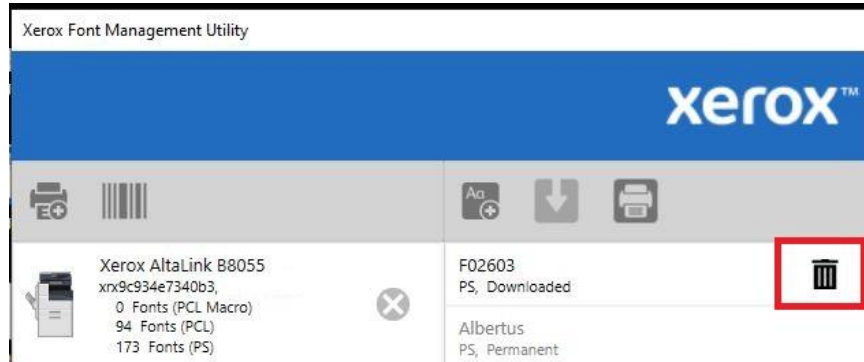 Xerox Font Management Utility
xerox™
Aa
Xerox AltaLink B8055
xrx9c934e7340b3,
0 Fonts (PCL Macro)
94 Fonts (PCL)
173 Fonts (PS)
F02603
PS, Downloaded
Albertus
PS, Permanent